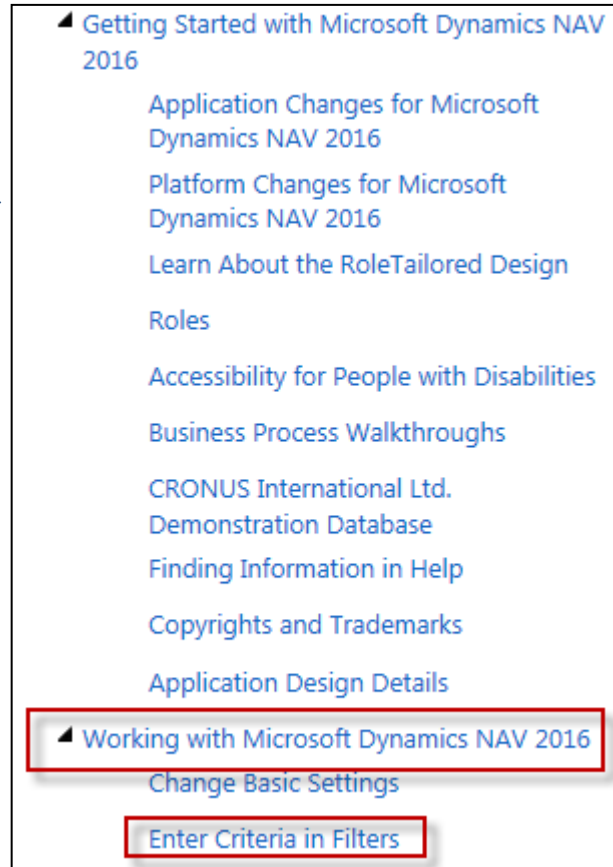 Getting Started with Microsoft Dynamics NAV
2016
Application Changes for Microsoft
Dynamics NAV 2016
Platform Changes for Microsoft
Dynamics NAV 2016
Learn About the RoleTailored Design
Roles
Accessibility for People with Disabilities
Business Process Walkthroughs
CRONUS International Ltd.
Demonstration Database
Finding Information in Help
Copyrights and Trademarks
Application Design Details
Working with Microsoft Dynamics NAV 2016
Change Basic Settings
Enter Criteria in Filters